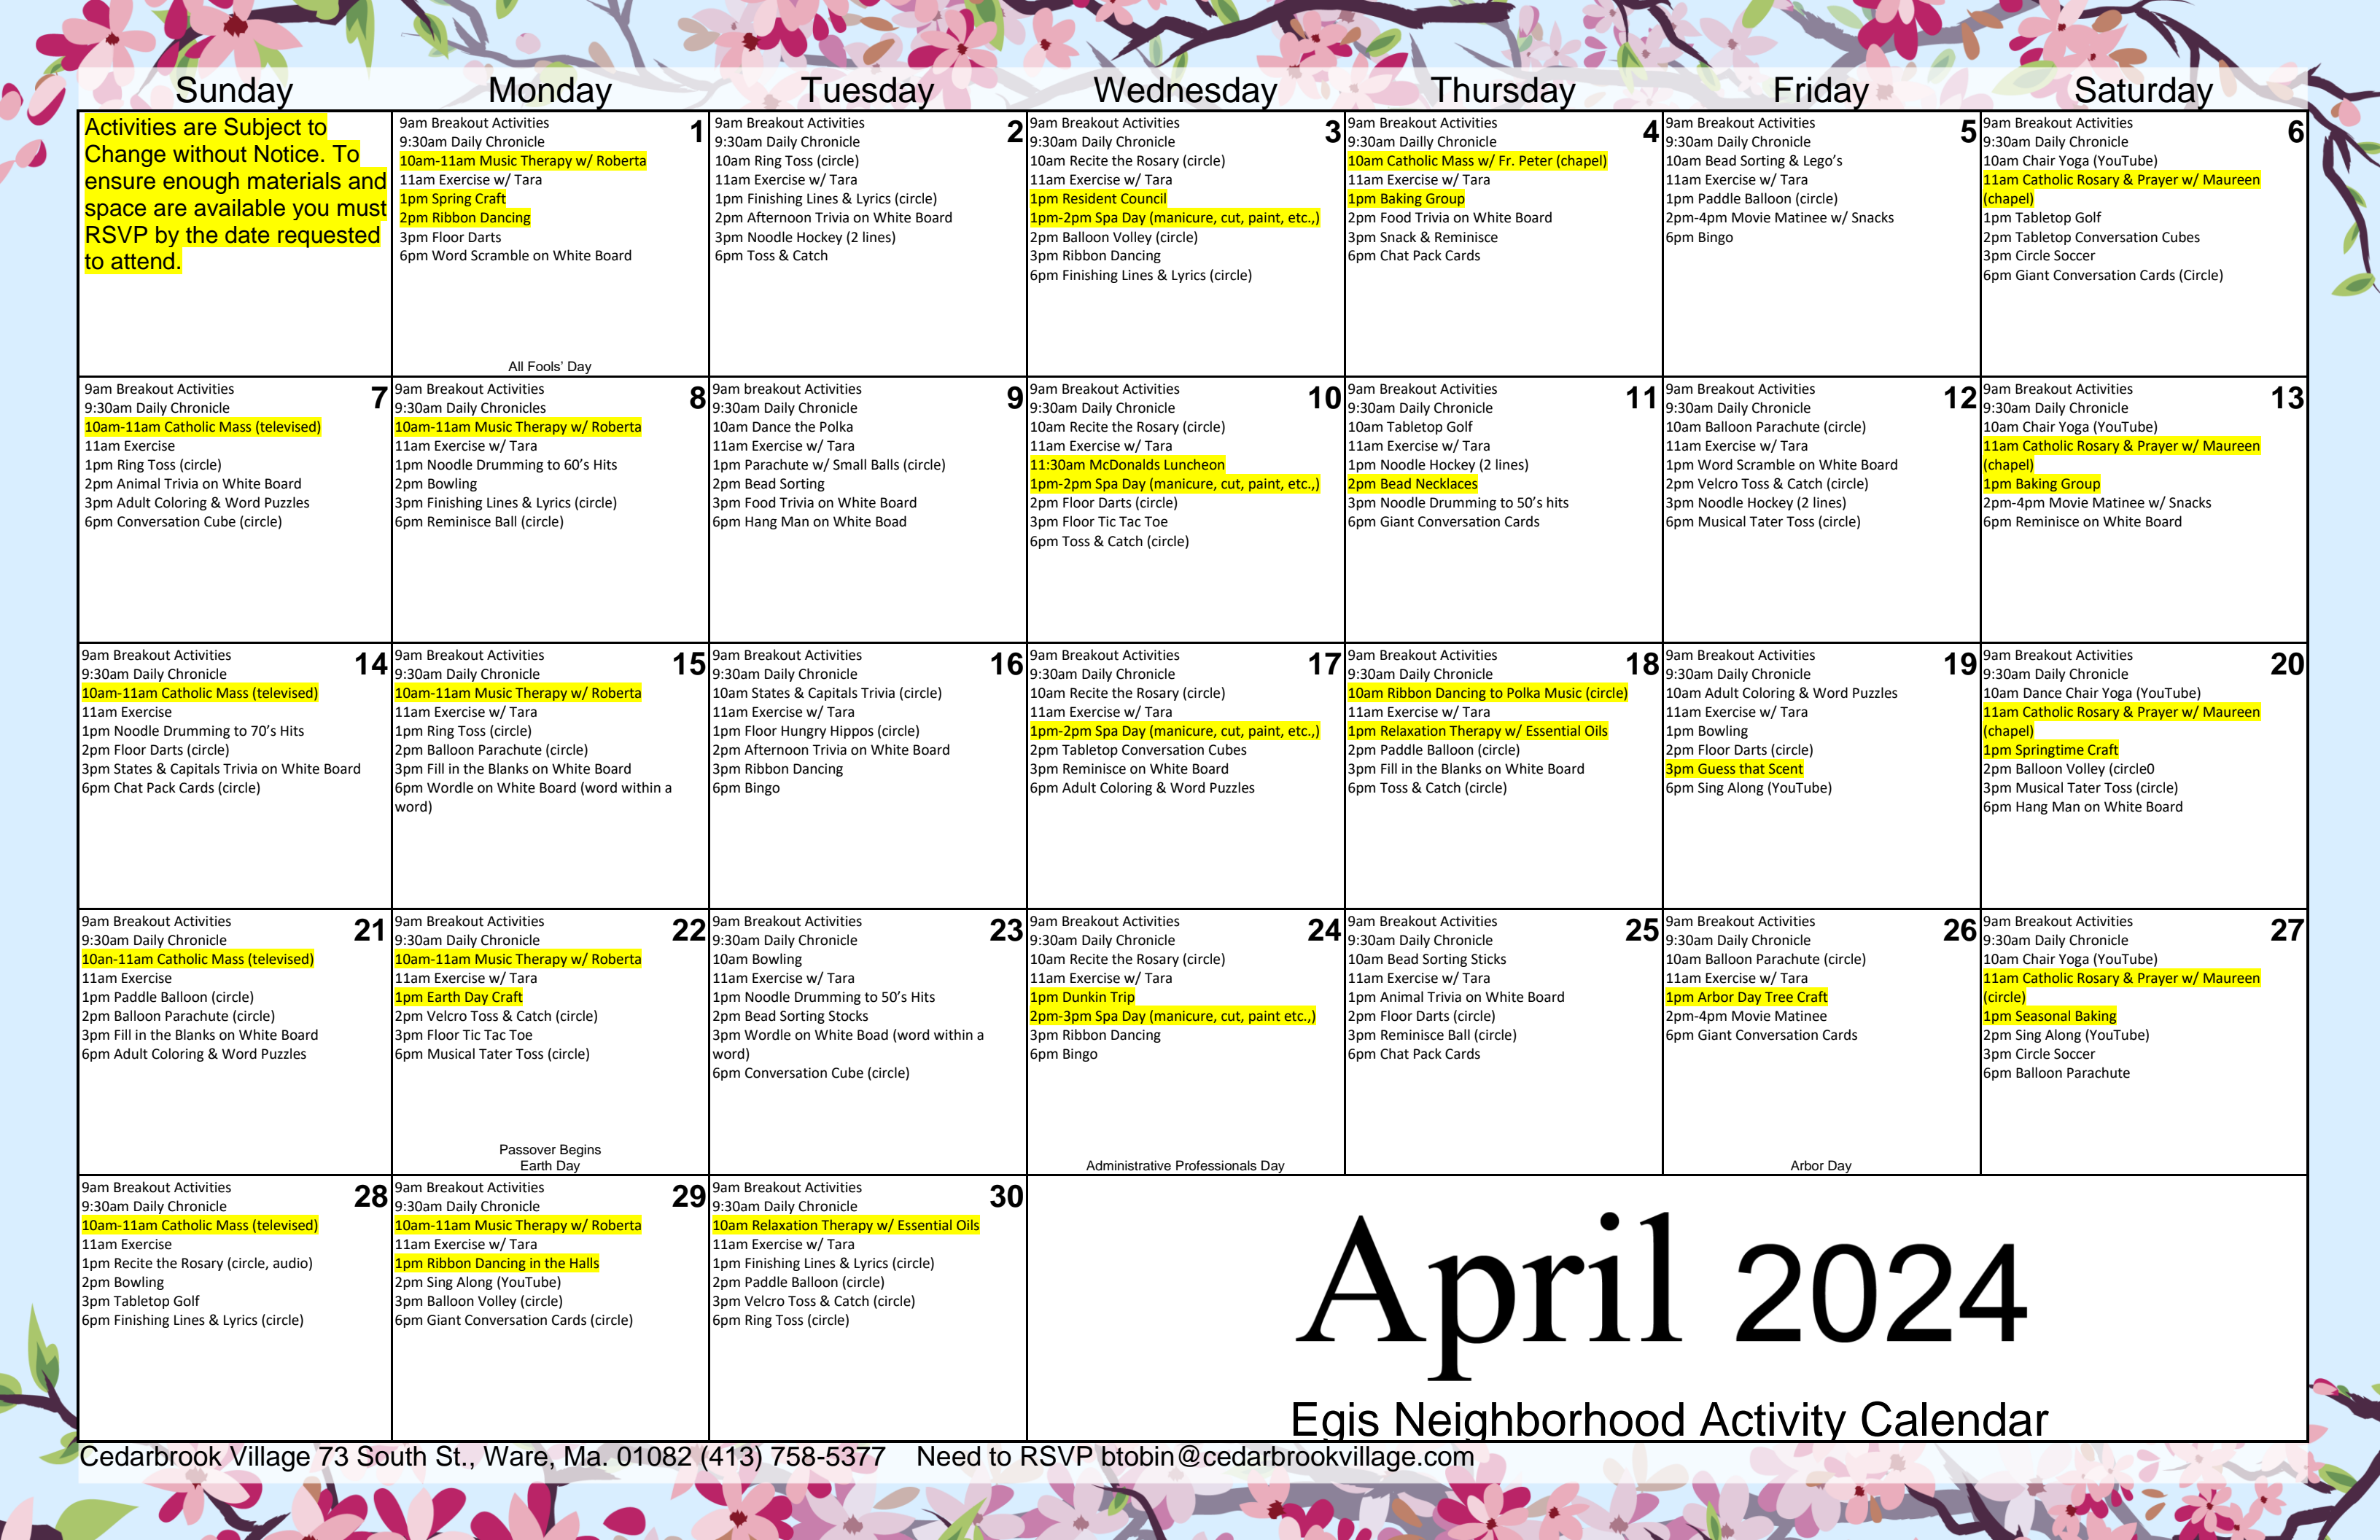 Sunday Monday Tuesday Wednesday Thursday Friday Saturday
Activities are Subject to
Change without Notice. To
ensure enough materials and
space are available you must
RSVP by the date requested
to attend.
1
9am Breakout Activities
9:30am Daily Chronicle
10am-11am Music Therapy w/ Roberta
11am Exercise w/ Tara
1pm Spring Craft
2pm Ribbon Dancing
3pm Floor Darts
6pm Word Scramble on White Board
All Fools' Day
2
9am Breakout Activities
9:30am Daily Chronicle
10am Ring Toss (circle)
11am Exercise w/ Tara
1pm Finishing Lines & Lyrics (circle)
2pm Afternoon Trivia on White Board
3pm Noodle Hockey (2 lines)
6pm Toss & Catch
3
9am Breakout Activities
9:30am Daily Chronicle
10am Recite the Rosary (circle)
11am Exercise w/ Tara
1pm Resident Council
1pm-2pm Spa Day (manicure, cut, paint, etc.,)
2pm Balloon Volley (circle)
3pm Ribbon Dancing
6pm Finishing Lines & Lyrics (circle)
4
9am Breakout Activities
9:30am Dailly Chronicle
10am Catholic Mass w/ Fr. Peter (chapel)
11am Exercise w/ Tara
1pm Baking Group
2pm Food Trivia on White Board
3pm Snack & Reminisce
6pm Chat Pack Cards
5
9am Breakout Activities
9:30am Daily Chronicle
10am Bead Sorting & Lego's
11am Exercise w/ Tara
1pm Paddle Balloon (circle)
2pm-4pm Movie Matinee w/ Snacks
6pm Bingo
6
9am Breakout Activities
9:30am Daily Chronicle
10am Chair Yoga (YouTube)
11am Catholic Rosary & Prayer w/ Maureen
(chapel)
1pm Tabletop Golf
2pm Tabletop Conversation Cubes
3pm Circle Soccer
6pm Giant Conversation Cards (Circle)
7
9am Breakout Activities
9:30am Daily Chronicle
10am-11am Catholic Mass (televised)
11am Exercise
1pm Ring Toss (circle)
2pm Animal Trivia on White Board
3pm Adult Coloring & Word Puzzles
6pm Conversation Cube (circle)
8
9am Breakout Activities
9:30am Daily Chronicles
10am-11am Music Therapy w/ Roberta
11am Exercise w/ Tara
1pm Noodle Drumming to 60's Hits
2pm Bowling
3pm Finishing Lines & Lyrics (circle)
6pm Reminisce Ball (circle)
9
9am breakout Activities
9:30am Daily Chronicle
10am Dance the Polka
11am Exercise w/ Tara
1pm Parachute w/ Small Balls (circle)
2pm Bead Sorting
3pm Food Trivia on White Board
6pm Hang Man on White Boad
10
9am Breakout Activities
9:30am Daily Chronicle
10am Recite the Rosary (circle)
11am Exercise w/ Tara
11:30am McDonalds Luncheon
1pm-2pm Spa Day (manicure, cut, paint, etc.,)
2pm Floor Darts (circle)
3pm Floor Tic Tac Toe
6pm Toss & Catch (circle)
11
9am Breakout Activities
9:30am Daily Chronicle
10am Tabletop Golf
11am Exercise w/ Tara
1pm Noodle Hockey (2 lines)
2pm Bead Necklaces
3pm Noodle Drumming to 50's hits
6pm Giant Conversation Cards
12
9am Breakout Activities
9:30am Daily Chronicle
10am Balloon Parachute (circle)
11am Exercise w/ Tara
1pm Word Scramble on White Board
2pm Velcro Toss & Catch (circle)
3pm Noodle Hockey (2 lines)
6pm Musical Tater Toss (circle)
13
9am Breakout Activities
9:30am Daily Chronicle
10am Chair Yoga (YouTube)
11am Catholic Rosary & Prayer w/ Maureen
(chapel)
1pm Baking Group
2pm-4pm Movie Matinee w/ Snacks
6pm Reminisce on White Board
14
9am Breakout Activities
9:30am Daily Chronicle
10am-11am Catholic Mass (televised)
11am Exercise
1pm Noodle Drumming to 70's Hits
2pm Floor Darts (circle)
3pm States & Capitals Trivia on White Board
6pm Chat Pack Cards (circle)
15
9am Breakout Activities
9:30am Daily Chronicle
10am-11am Music Therapy w/ Roberta
11am Exercise w/ Tara
1pm Ring Toss (circle)
2pm Balloon Parachute (circle)
3pm Fill in the Blanks on White Board
6pm Wordle on White Board (word within a
word)
16
9am Breakout Activities
9:30am Daily Chronicle
10am States & Capitals Trivia (circle)
11am Exercise w/ Tara
1pm Floor Hungry Hippos (circle)
2pm Afternoon Trivia on White Board
3pm Ribbon Dancing
6pm Bingo
17
9am Breakout Activities
9:30am Daily Chronicle
10am Recite the Rosary (circle)
11am Exercise w/ Tara
1pm-2pm Spa Day (manicure, cut, paint, etc.,)
2pm Tabletop Conversation Cubes
3pm Reminisce on White Board
6pm Adult Coloring & Word Puzzles
18
9am Breakout Activities
9:30am Daily Chronicle
10am Ribbon Dancing to Polka Music (circle)
11am Exercise w/ Tara
1pm Relaxation Therapy w/ Essential Oils
2pm Paddle Balloon (circle)
3pm Fill in the Blanks on White Board
6pm Toss & Catch (circle)
19
9am Breakout Activities
9:30am Daily Chronicle
10am Adult Coloring & Word Puzzles
11am Exercise w/ Tara
1pm Bowling
2pm Floor Darts (circle)
3pm Guess that Scent
6pm Sing Along (YouTube)
20
9am Breakout Activities
9:30am Daily Chronicle
10am Dance Chair Yoga (YouTube)
11am Catholic Rosary & Prayer w/ Maureen
(chapel)
1pm Springtime Craft
2pm Balloon Volley (circle0
3pm Musical Tater Toss (circle)
6pm Hang Man on White Board
21
9am Breakout Activities
9:30am Daily Chronicle
10an-11am Catholic Mass (televised)
11am Exercise
1pm Paddle Balloon (circle)
2pm Balloon Parachute (circle)
3pm Fill in the Blanks on White Board
6pm Adult Coloring & Word Puzzles
22
9am Breakout Activities
9:30am Daily Chronicle
10am-11am Music Therapy w/ Roberta
11am Exercise w/ Tara
1pm Earth Day Craft
2pm Velcro Toss & Catch (circle)
3pm Floor Tic Tac Toe
6pm Musical Tater Toss (circle)
Passover Begins
Earth Day
23
9am Breakout Activities
9:30am Daily Chronicle
10am Bowling
11am Exercise w/ Tara
1pm Noodle Drumming to 50's Hits
2pm Bead Sorting Stocks
3pm Wordle on White Boad (word within a
word)
6pm Conversation Cube (circle)
24
9am Breakout Activities
9:30am Daily Chronicle
10am Recite the Rosary (circle)
11am Exercise w/ Tara
1pm Dunkin Trip
2pm-3pm Spa Day (manicure, cut, paint etc.,)
3pm Ribbon Dancing
6pm Bingo
Administrative Professionals Day
25
9am Breakout Activities
9:30am Daily Chronicle
10am Bead Sorting Sticks
11am Exercise w/ Tara
1pm Animal Trivia on White Board
2pm Floor Darts (circle)
3pm Reminisce Ball (circle)
6pm Chat Pack Cards
26
9am Breakout Activities
9:30am Daily Chronicle
10am Balloon Parachute (circle)
11am Exercise w/ Tara
1pm Arbor Day Tree Craft
2pm-4pm Movie Matinee
6pm Giant Conversation Cards
Arbor Day
27
9am Breakout Activities
9:30am Daily Chronicle
10am Chair Yoga (YouTube)
11am Catholic Rosary & Prayer w/ Maureen
(circle)
1pm Seasonal Baking
2pm Sing Along (YouTube)
3pm Circle Soccer
6pm Balloon Parachute
28
9am Breakout Activities
9:30am Daily Chronicle
10am-11am Catholic Mass (televised)
11am Exercise
1pm Recite the Rosary (circle, audio)
2pm Bowling
3pm Tabletop Golf
6pm Finishing Lines & Lyrics (circle)
29
9am Breakout Activities
9:30am Daily Chronicle
10am-11am Music Therapy w/ Roberta
11am Exercise w/ Tara
1pm Ribbon Dancing in the Halls
2pm Sing Along (YouTube)
3pm Balloon Volley (circle)
6pm Giant Conversation Cards (circle)
30
9am Breakout Activities
9:30am Daily Chronicle
10am Relaxation Therapy w/ Essential Oils
11am Exercise w/ Tara
1pm Finishing Lines & Lyrics (circle)
2pm Paddle Balloon (circle)
3pm Velcro Toss & Catch (circle)
6pm Ring Toss (circle)
April 2024
Egis Neighborhood Activity Calendar
Cedarbrook Village 73 South St., Ware, Ma. 01082 (413) 758-5377 Need to RSVP btobin@cedarbrookvillage.com